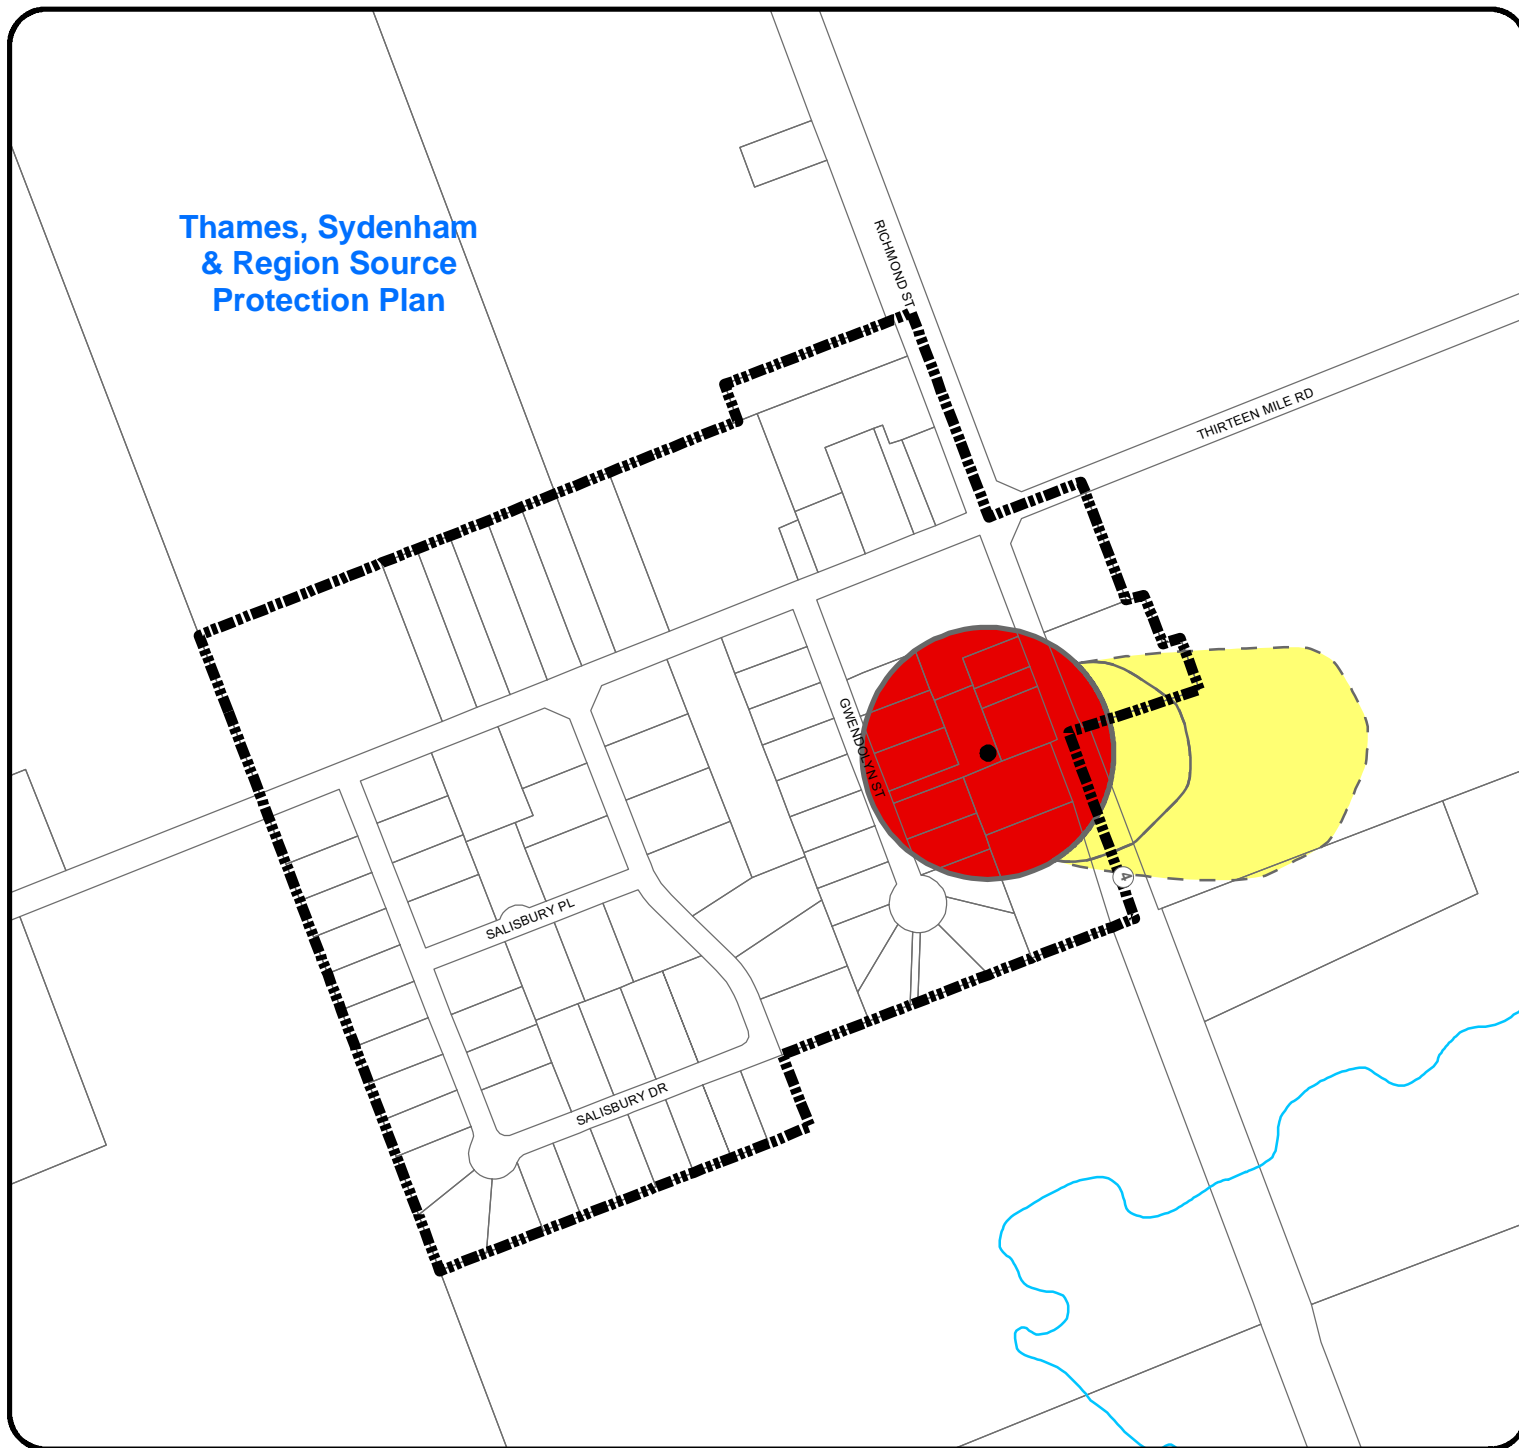 Thames, Sydenham
& Region Source
Protection Plan
RICHMOND ST
THIRTEEN MILE RD
GWENDOLYN ST
4
SALISBURY PL
SALISBURY DR